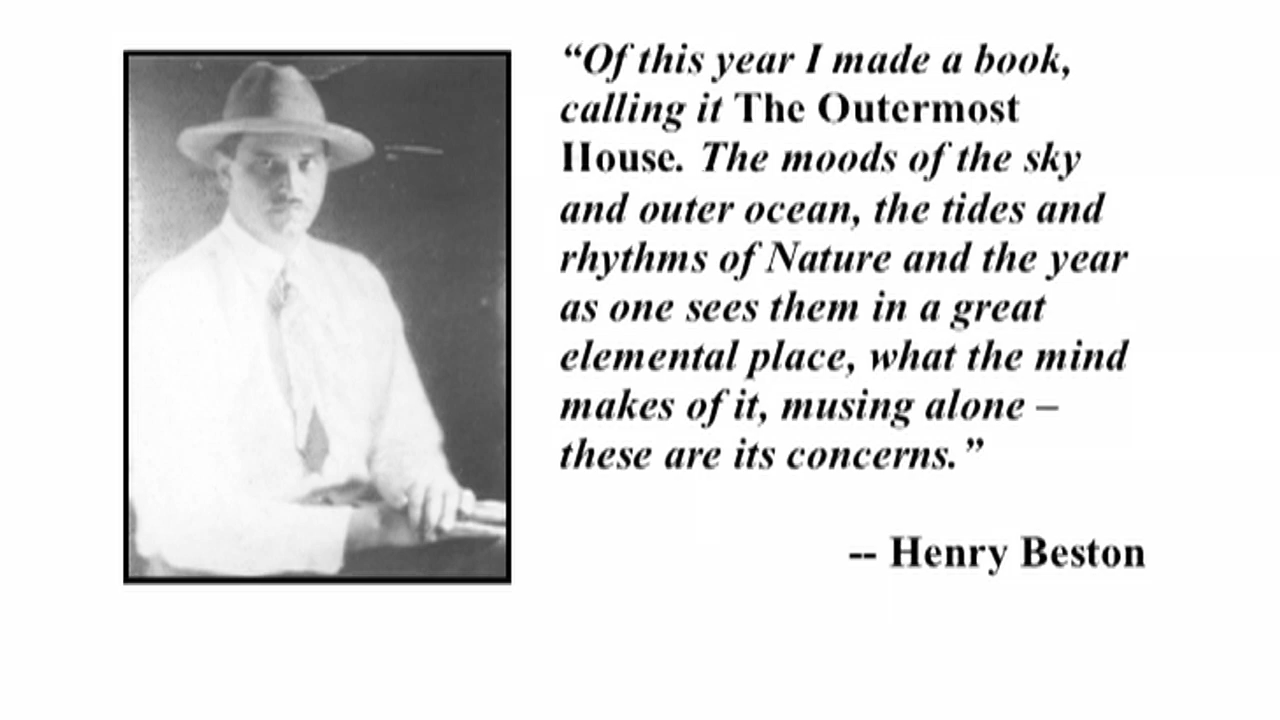 “Of this year I made a book,
calling it The Outermost
House. The moods of the sky
and outer ocean, the tides and
rhythms of Nature and the year
as one sees them in a great
elemental place, what the mind
makes of it, musing alone –
these are its concerns.”
-- Henry Beston